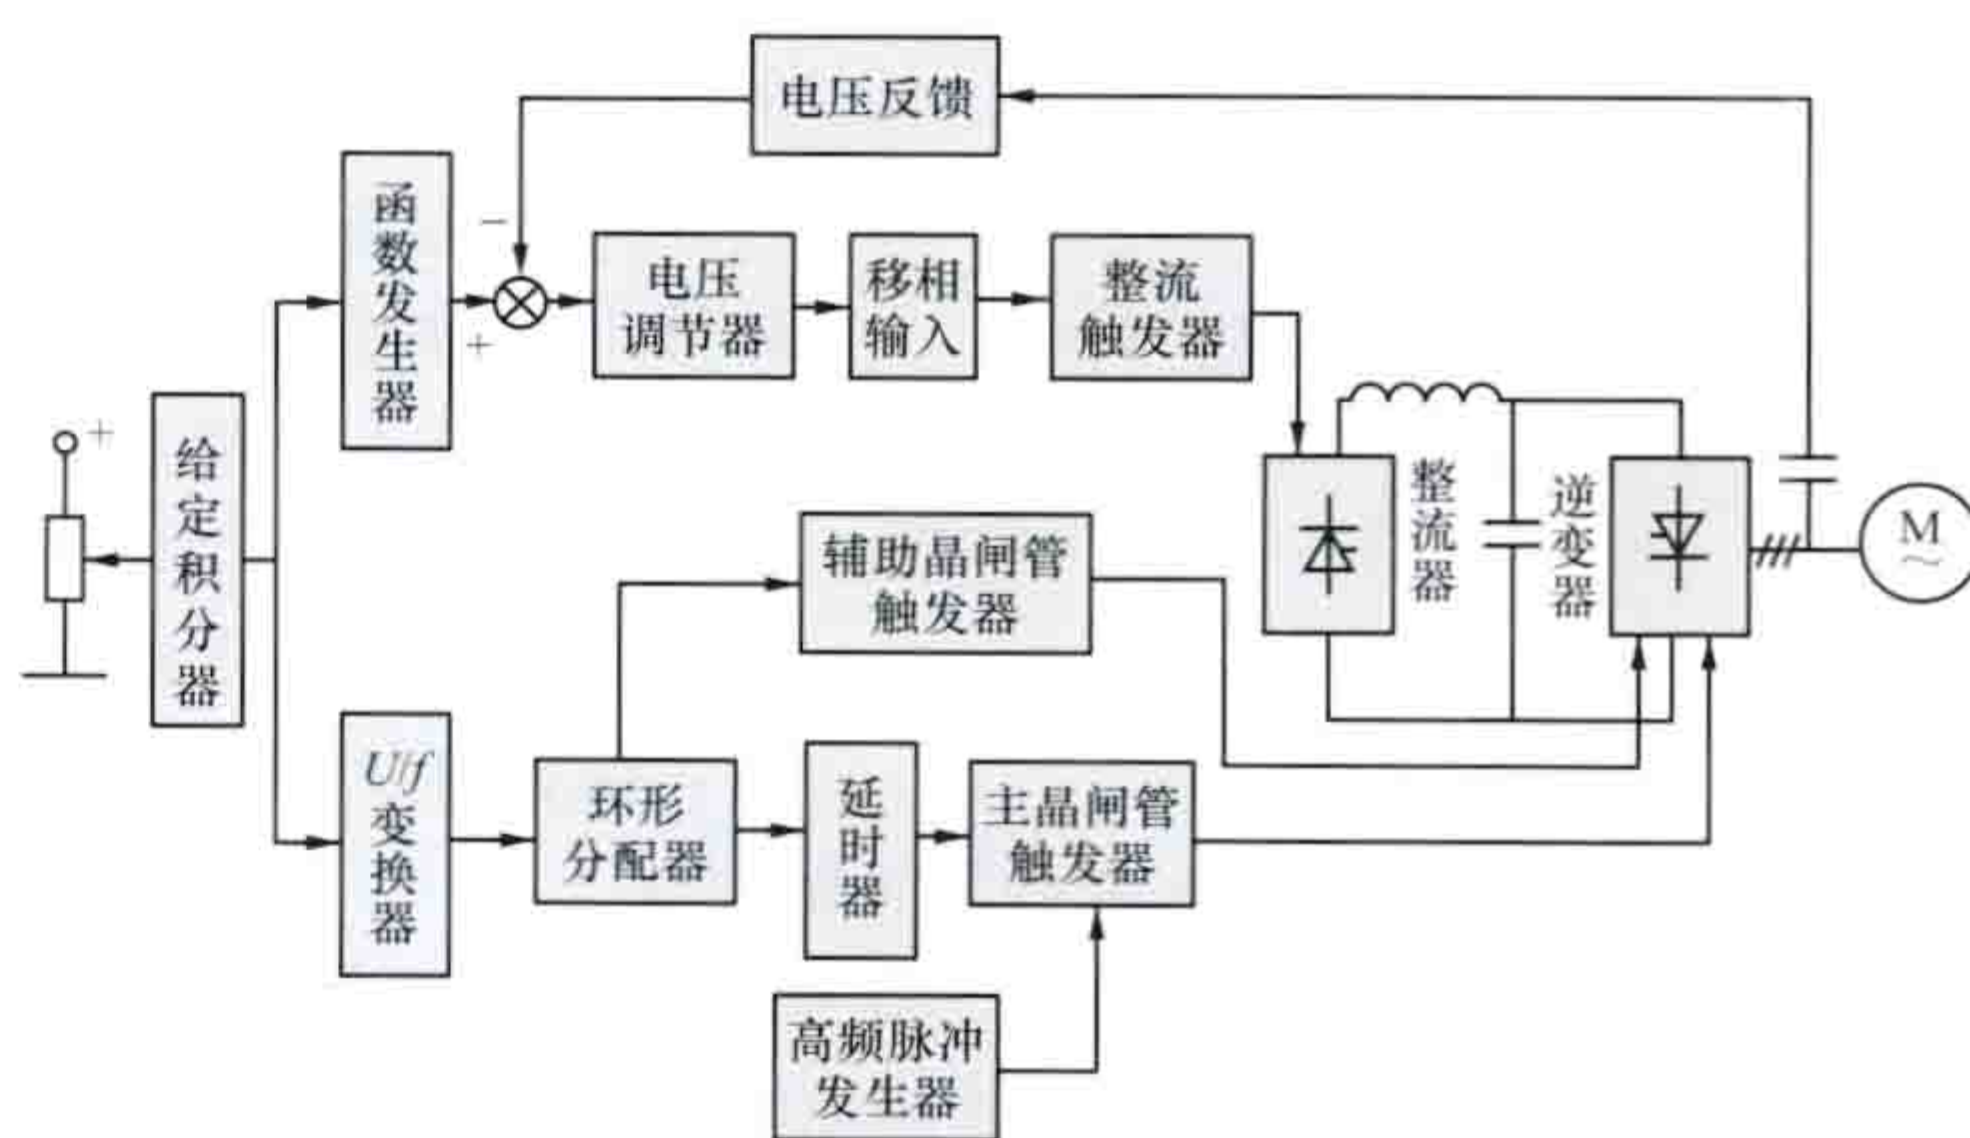 电压反馈
函数发生器
−
+
电压
调节器
移相
输入
整流
触发器
+
给定积分器
整流器
逆变器
M
~
辅助晶闸管
触发器
U/f
变换器
环形
分配器
延时器
主晶闸管
触发器
高频脉冲
发生器